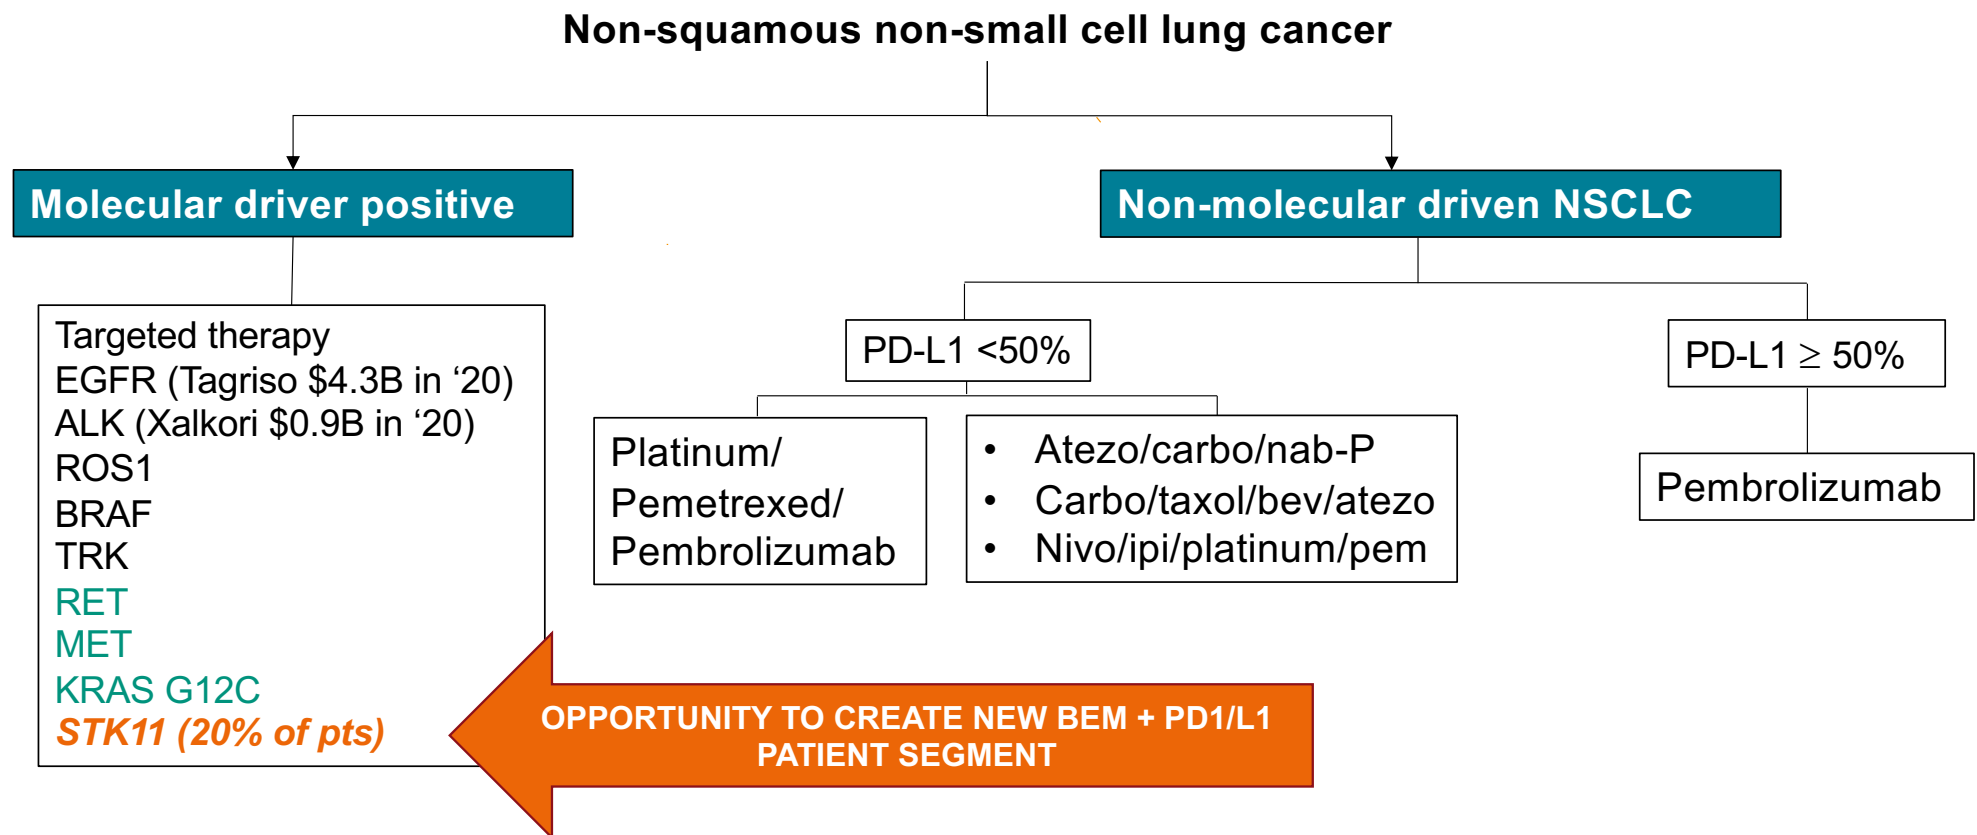 Non-squamous non-small cell lung cancer
Molecular driver positive
Non-molecular driven NSCLC
Targeted therapy
EGFR (Tagriso $4.3B in ‘20)
ALK (Xalkori $0.9B in ‘20)
ROS1
BRAF
TRK
RET
MET
KRAS G12C
STK11 (20% of pts)
PD-L1 <50%
PD-L1 ≥ 50%
Platinum/
Pemetrexed/
Pembrolizumab
• Atezo/carbo/nab-P
• Carbo/taxol/bev/atezo
• Nivo/ipi/platinum/pem
Pembrolizumab
OPPORTUNITY TO CREATE NEW BEM + PD1/L1
PATIENT SEGMENT